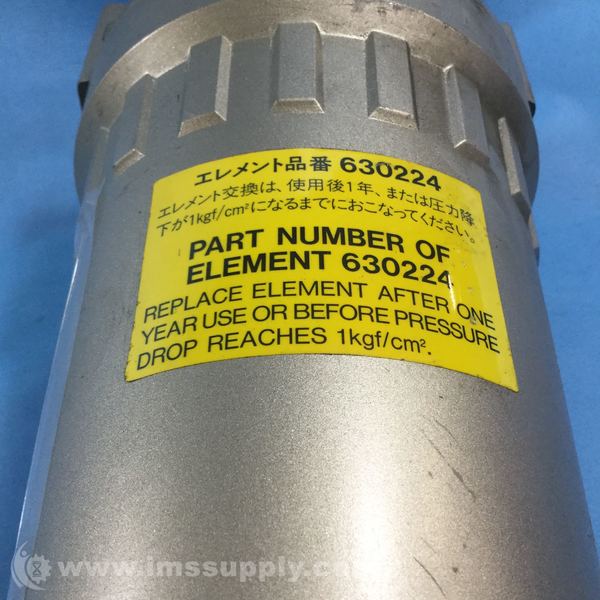 エレメント品番 630224
エレメント交換は、使用後1年、または圧力降
下が1kgf/cm²になるまでにおこなってください。
PART NUMBER OF
ELEMENT 630224
REPLACE ELEMENT AFTER ONE
YEAR USE OR BEFORE PRESSURE
DROP REACHES 1kgf/cm².
www.imssupply.com